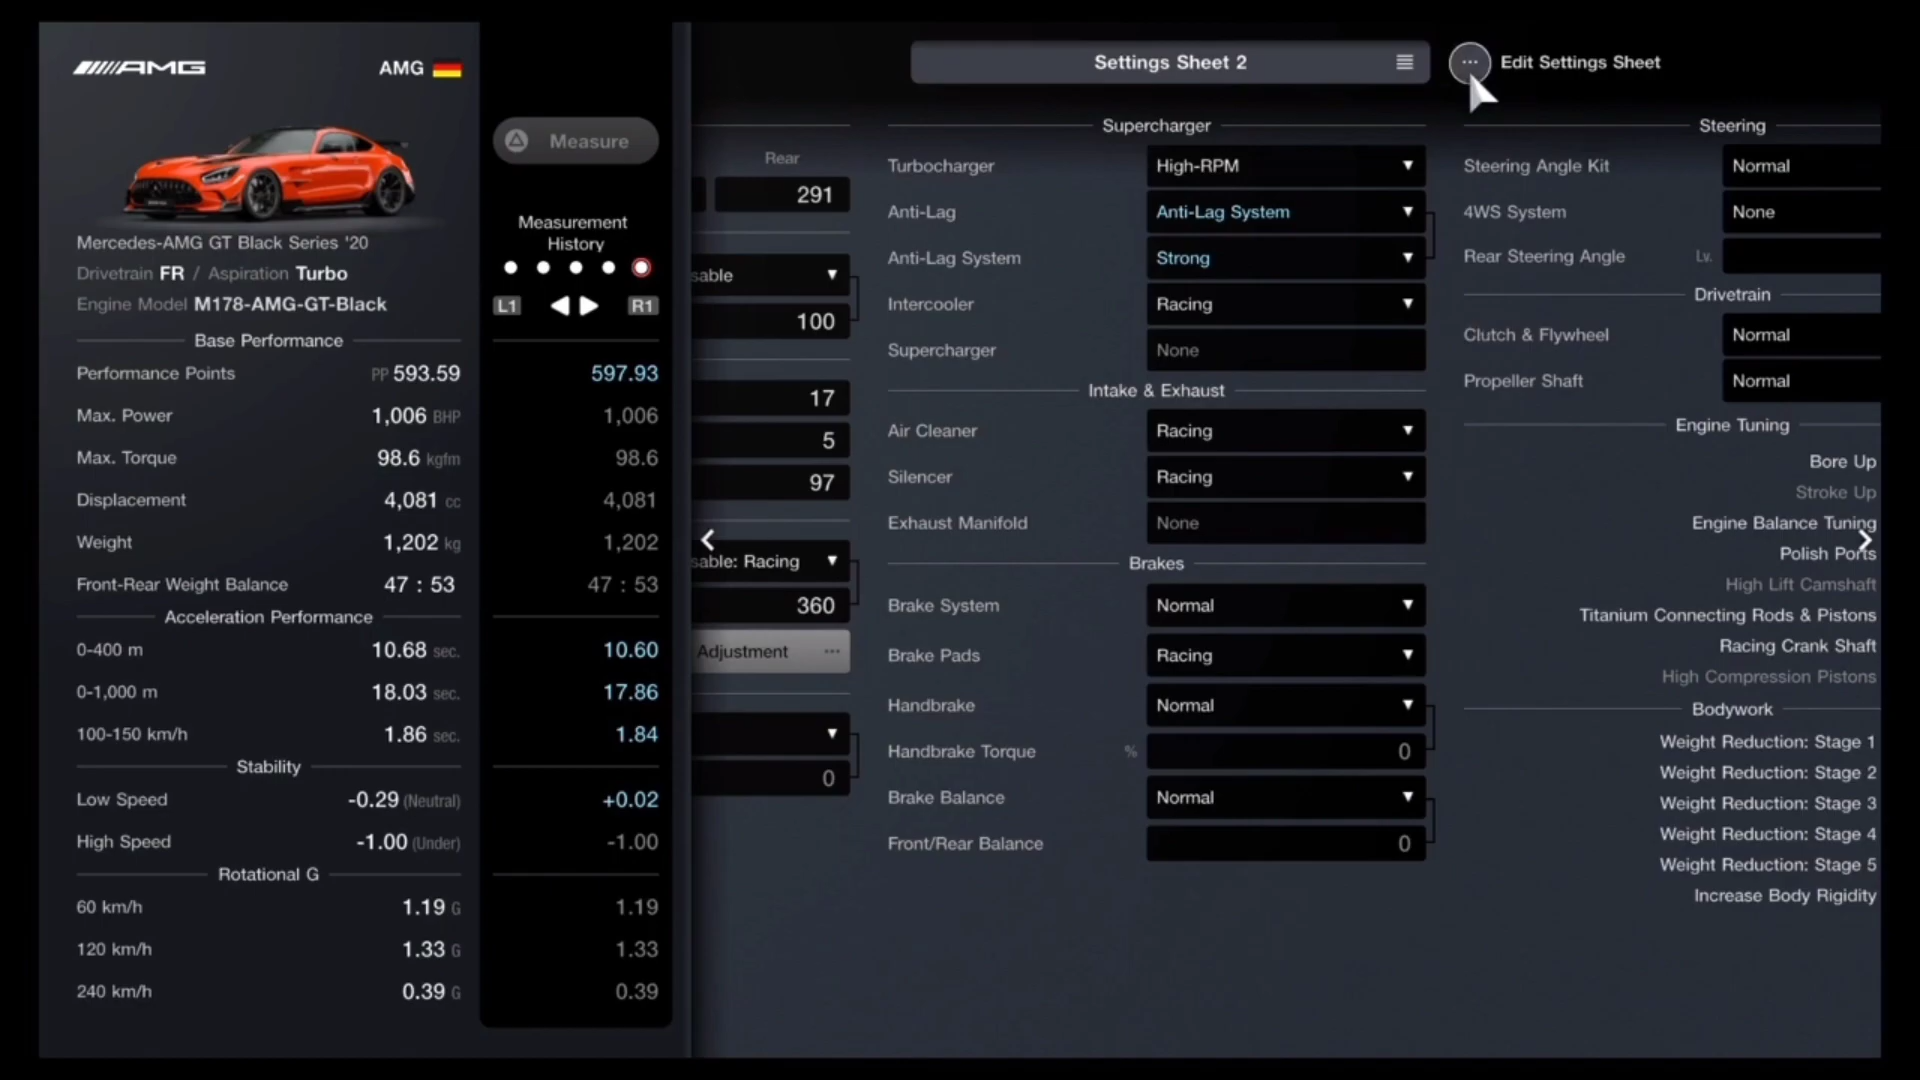 AMG
AMG
Mercedes-AMG GT Black Series '20
Drivetrain FR / Aspiration Turbo
Engine Model M178-AMG-GT-Black
Base Performance
Performance Points PP 593.59
Max. Power 1,006 BHP
Max. Torque 98.6 kgfm
Displacement 4,081 cc
Weight 1,202 kg
Front-Rear Weight Balance 47 : 53
Acceleration Performance
0-400 m 10.68 sec.
0-1,000 m 18.03 sec.
100-150 km/h 1.86 sec.
Stability
Low Speed -0.29 (Neutral)
High Speed -1.00 (Under)
Rotational G
60 km/h 1.19 G
120 km/h 1.33 G
240 km/h 0.39 G
Measure
Measurement
History
L1 R1
597.93
1,006
98.6
4,081
1,202
47 : 53
10.60
17.86
1.84
+0.02
-1.00
1.19
1.33
0.39
Settings Sheet 2
Edit Settings Sheet
Rear
291
sable
100
17
5
97
sable: Racing
360
Adjustment
0
Supercharger
Turbocharger High-RPM
Anti-Lag Anti-Lag System
Anti-Lag System Strong
Intercooler Racing
Supercharger None
Intake & Exhaust
Air Cleaner Racing
Silencer Racing
Exhaust Manifold None
Brakes
Brake System Normal
Brake Pads Racing
Handbrake Normal
Handbrake Torque % 0
Brake Balance Normal
Front/Rear Balance 0
Steering
Steering Angle Kit Normal
4WS System None
Rear Steering Angle Lv.
Drivetrain
Clutch & Flywheel Normal
Propeller Shaft Normal
Engine Tuning
Bore Up
Stroke Up
Engine Balance Tuning
Polish Ports
High Lift Camshaft
Titanium Connecting Rods & Pistons
Racing Crank Shaft
High Compression Pistons
Bodywork
Weight Reduction: Stage 1
Weight Reduction: Stage 2
Weight Reduction: Stage 3
Weight Reduction: Stage 4
Weight Reduction: Stage 5
Increase Body Rigidity